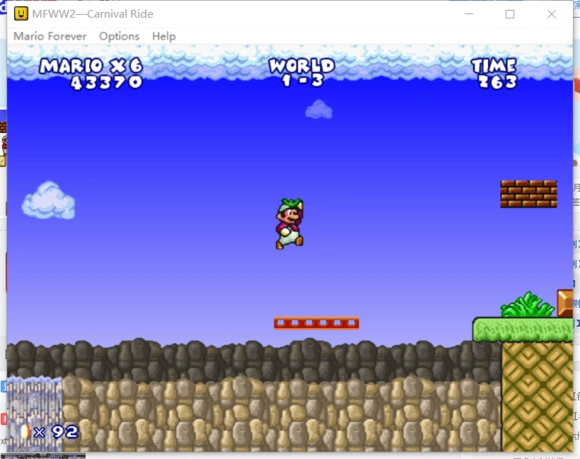 MFWW2—Carnival Ride
Mario Forever Options Help
MARIO X 6 WORLD TIME
43370 1-3 263
x 92